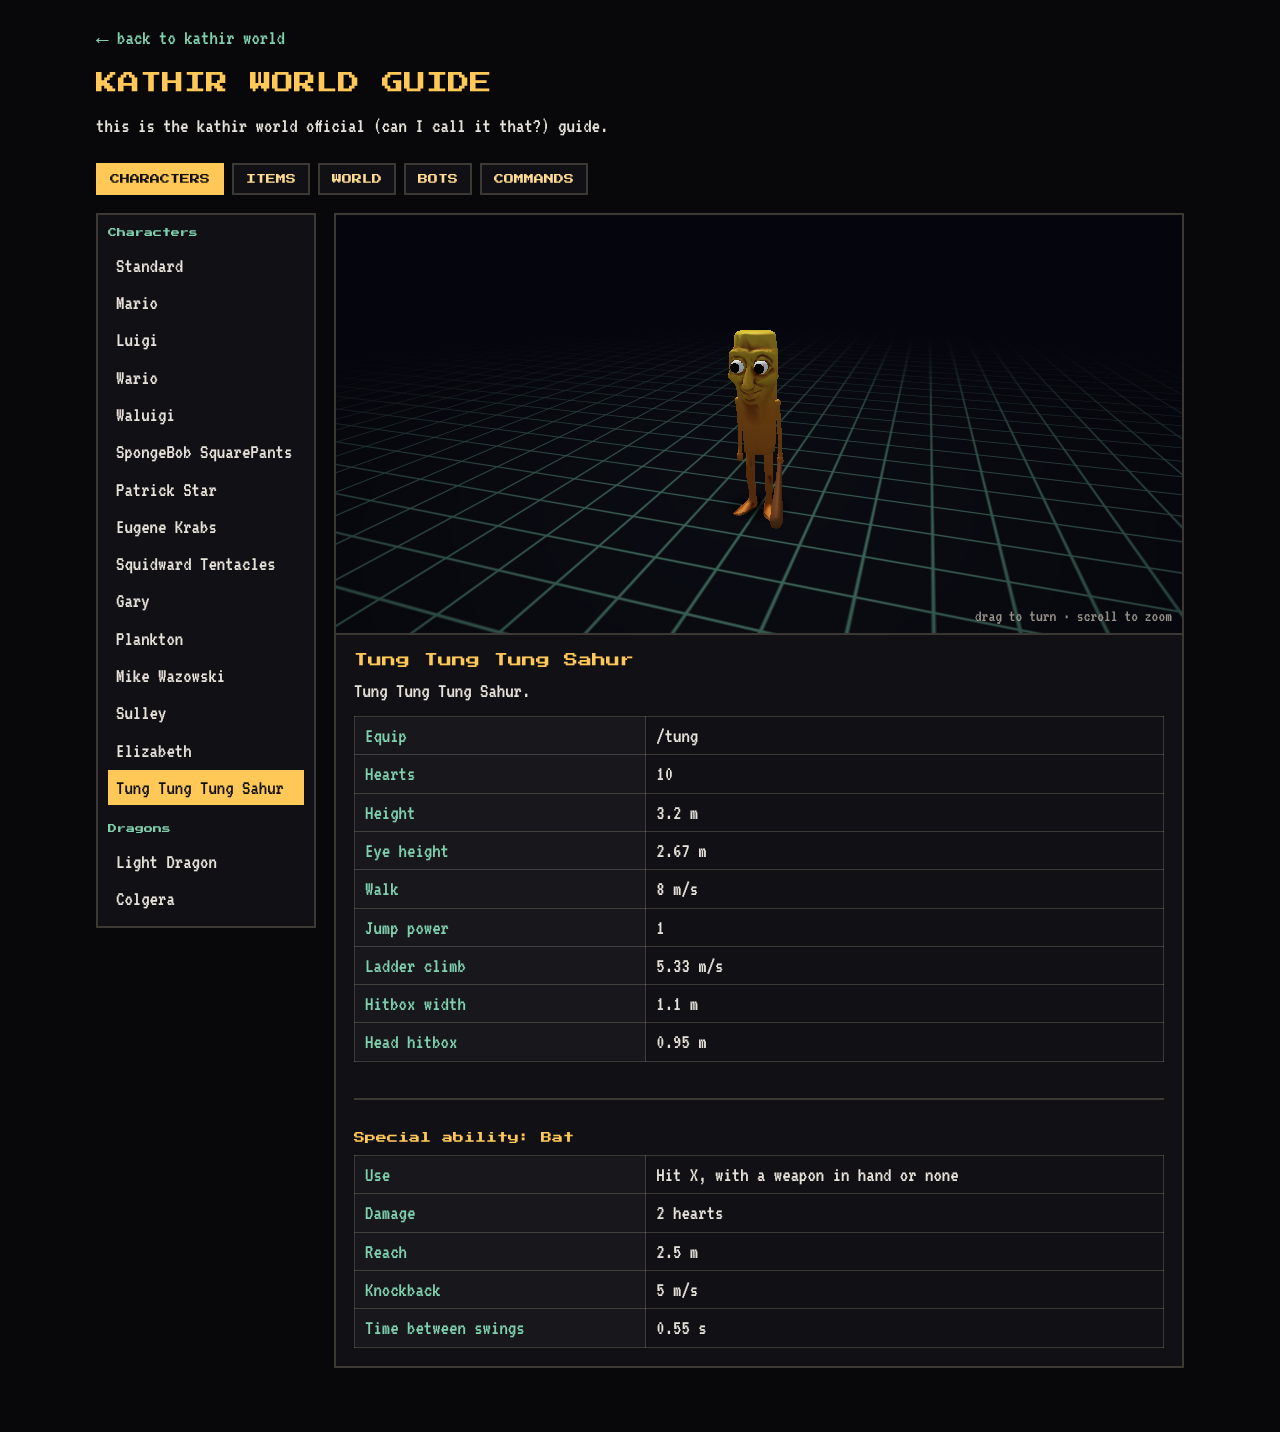 ← back to kathir world
KATHIR WORLD GUIDE
this is the kathir world official (can I call it that?) guide.
CHARACTERS ITEMS WORLD BOTS COMMANDS
Characters
Standard
Mario
Luigi
Wario
Waluigi
SpongeBob SquarePants
Patrick Star
Eugene Krabs
Squidward Tentacles
Gary
Plankton
Mike Wazowski
Sulley
Elizabeth
Tung Tung Tung Sahur
Dragons
Light Dragon
Colgera
drag to turn · scroll to zoom
Tung Tung Tung Sahur
Tung Tung Tung Sahur.
Equip /tung
Hearts 10
Height 3.2 m
Eye height 2.67 m
Walk 8 m/s
Jump power 1
Ladder climb 5.33 m/s
Hitbox width 1.1 m
Head hitbox 0.95 m
Special ability: Bat
Use Hit X, with a weapon in hand or none
Damage 2 hearts
Reach 2.5 m
Knockback 5 m/s
Time between swings 0.55 s